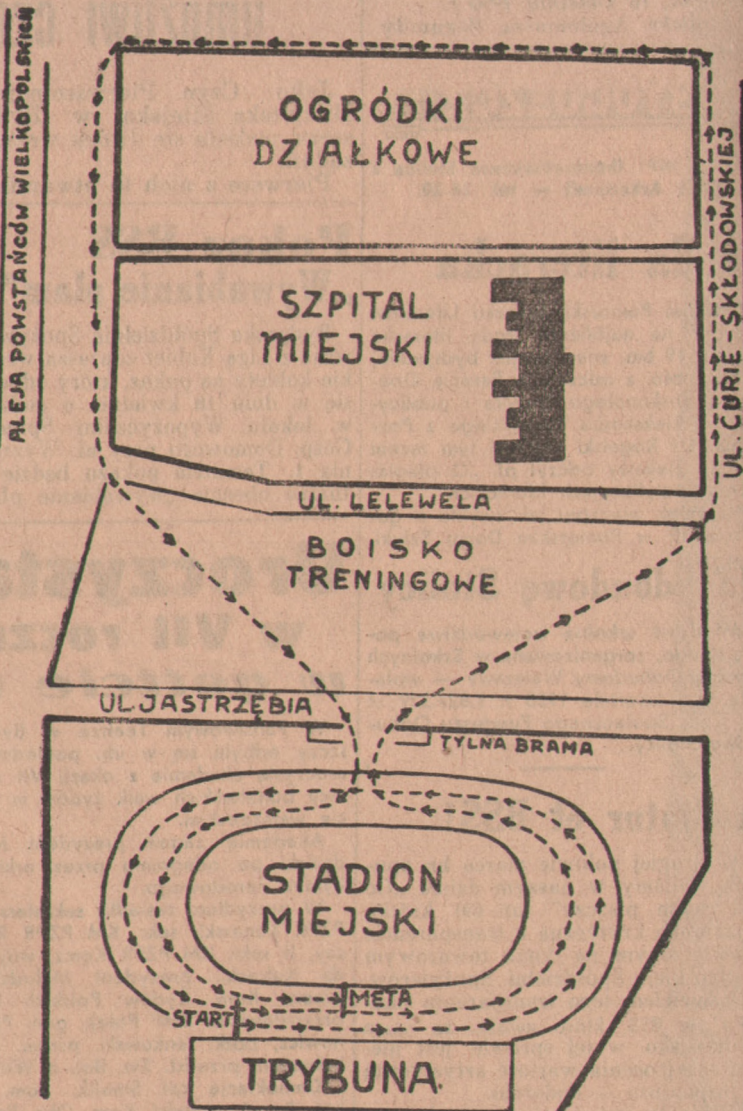 ALEJA POWSTAŃCÓW WIELKOPOLSKICH
OGRÓDKI
DZIAŁKOWE
UL. CURIE-SKŁODOWSKIEJ
SZPITAL
MIEJSKI
UL. LELEWELA
BOISKO
TRENINGOWE
UL JASTRZĘBIA
TYLNA BRAMA
STADION
MIEJSKI
META
START
TRYBUNA